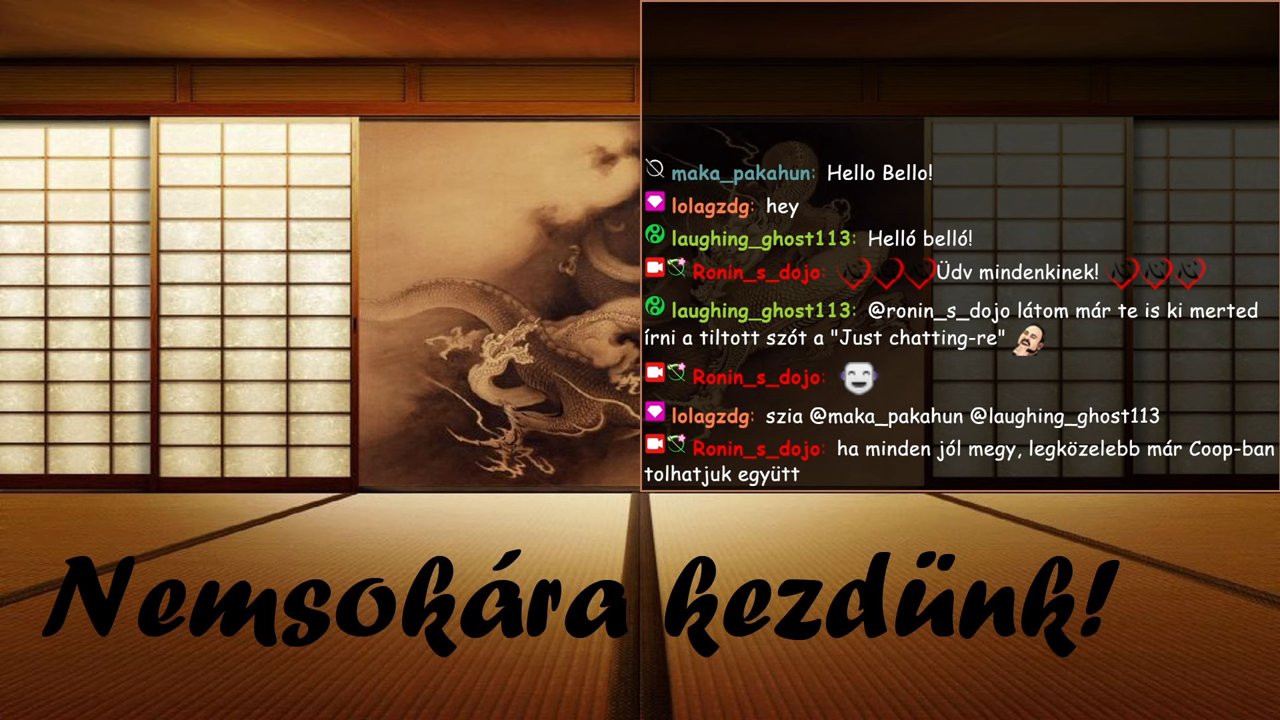 maka_pakahun: Hello Bello!
lolagzdg: hey
laughing_ghost113: Helló belló!
Ronin_s_dojo: Üdv mindenkinek!
laughing_ghost113: @ronin_s_dojo látom már te is ki merted
írni a tiltott szót a "Just chatting-re"
Ronin_s_dojo:
lolagzdg: szia @maka_pakahun @laughing_ghost113
Ronin_s_dojo: ha minden jól megy, legközelebb már Coop-ban
tolhatjuk együtt
Nemsokára kezdünk!